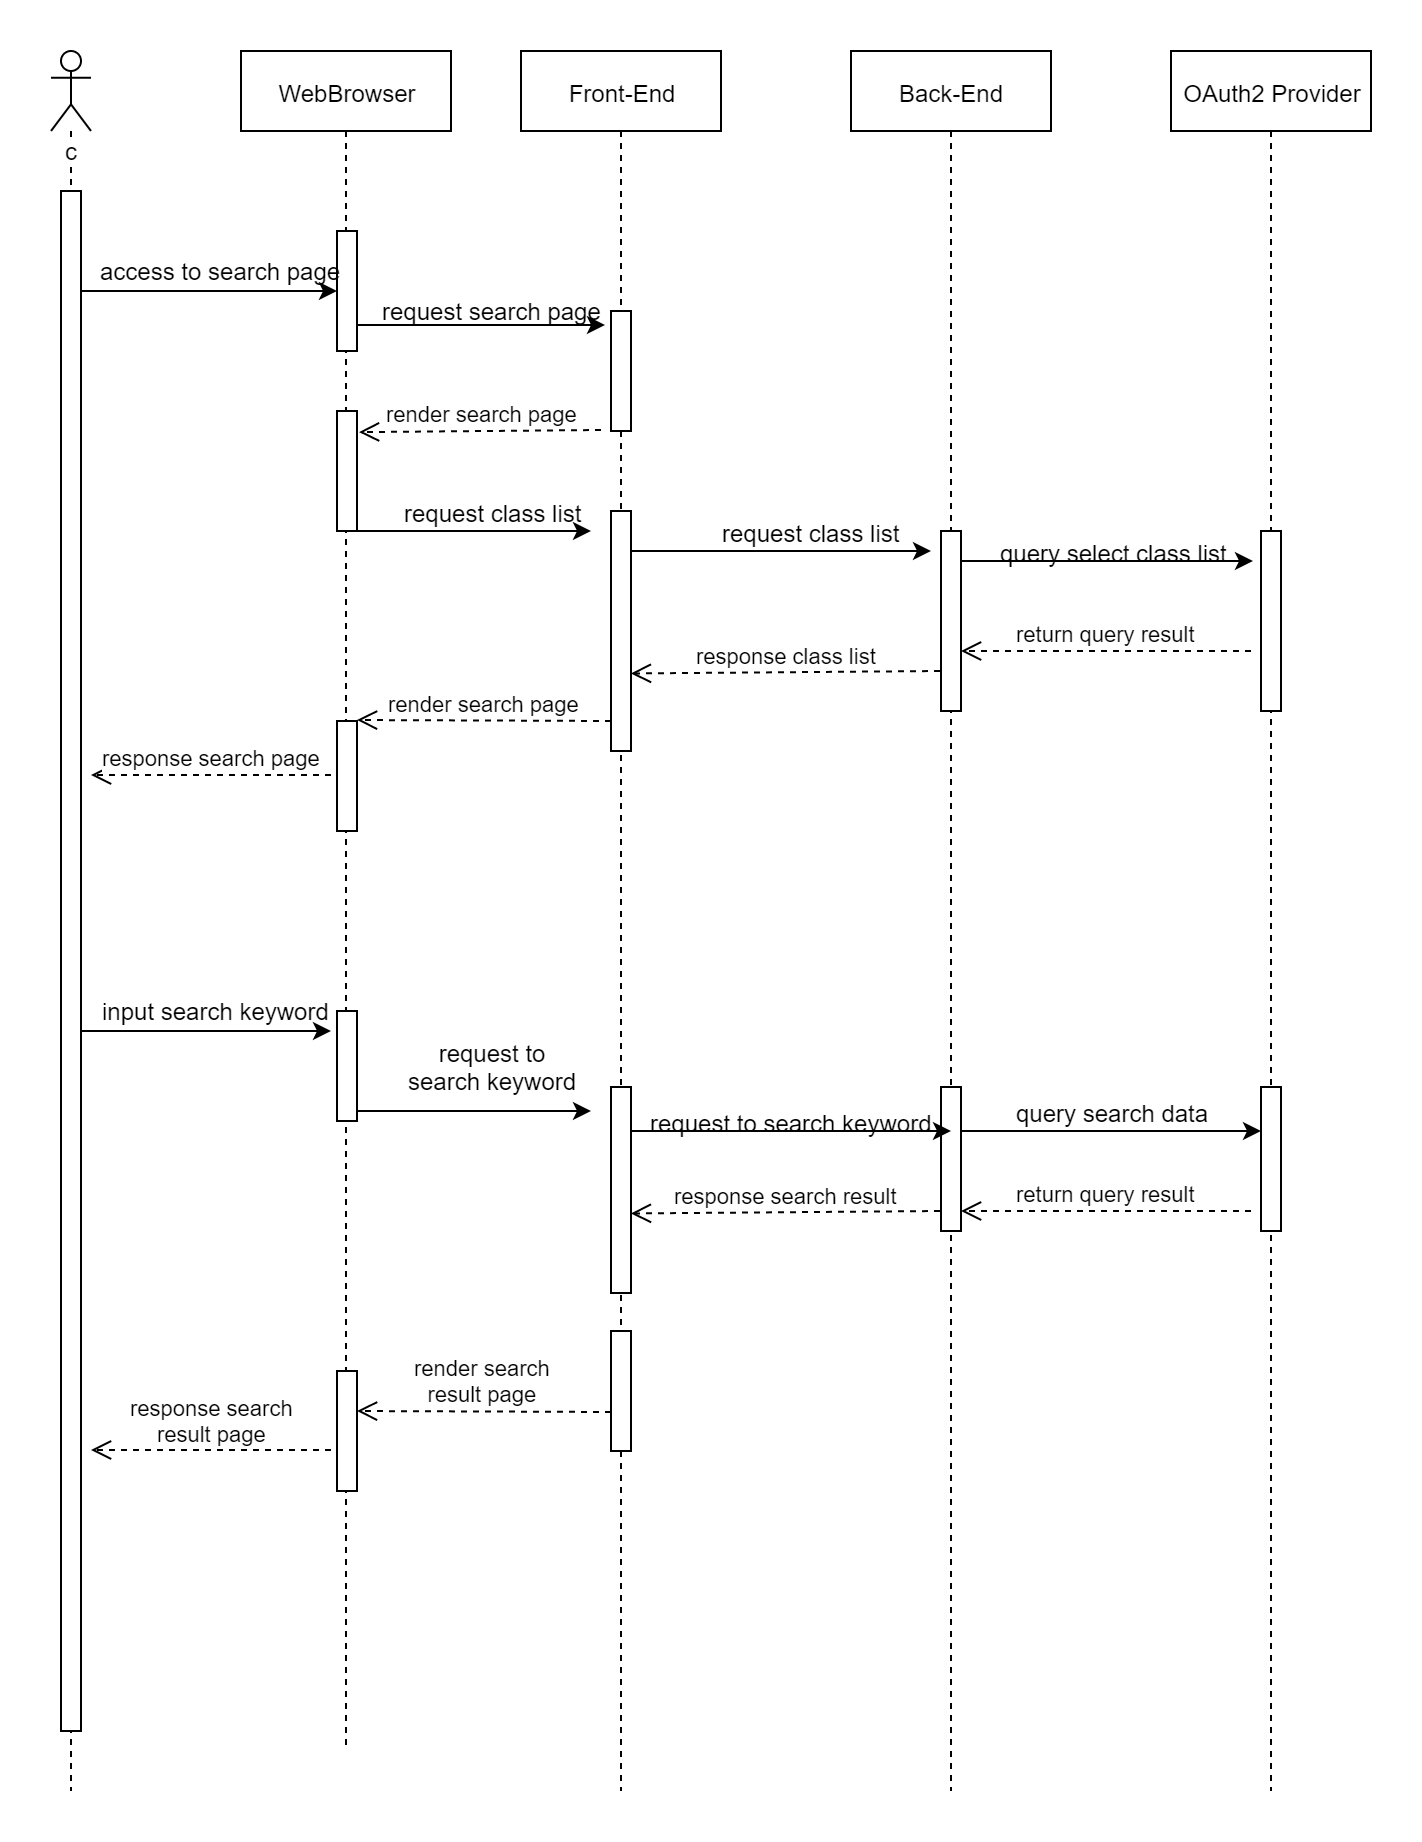 c
WebBrowser
Front-End
Back-End
OAuth2 Provider
access to search page
request search page
render search page
request class list
request class list
query select class list
return query result
response class list
render search page
response search page
input search keyword
request to
search keyword
request to search keyword
query search data
response search result
return query result
render search
result page
response search
result page